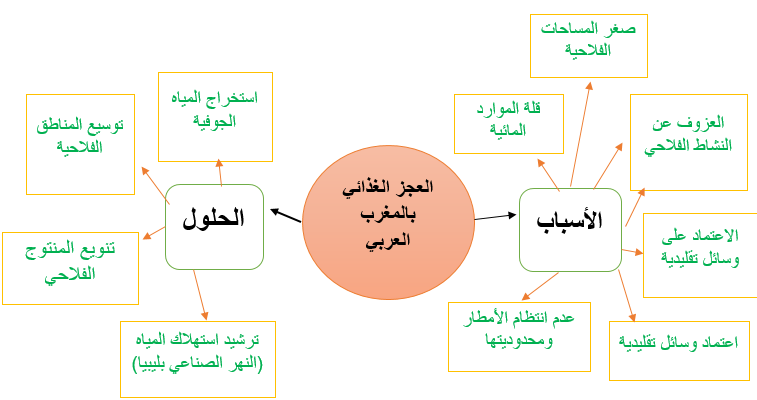 صغر المساحات
الفلاحية
استخراج المياه
الجوفية
توسيع المناطق
الفلاحية
قلة الموارد
المائية
العزوف عن
النشاط الفلاحي
العجز الغذائي
بالمغرب
العربي
الأسباب
الحلول
الاعتماد على
وسائل تقليدية
تنويع المنتوج
الفلاحي
عدم انتظام الأمطار
ومحدوديتها
اعتماد وسائل تقليدية
ترشيد استهلاك المياه
(النهر الصناعي بليبيا)